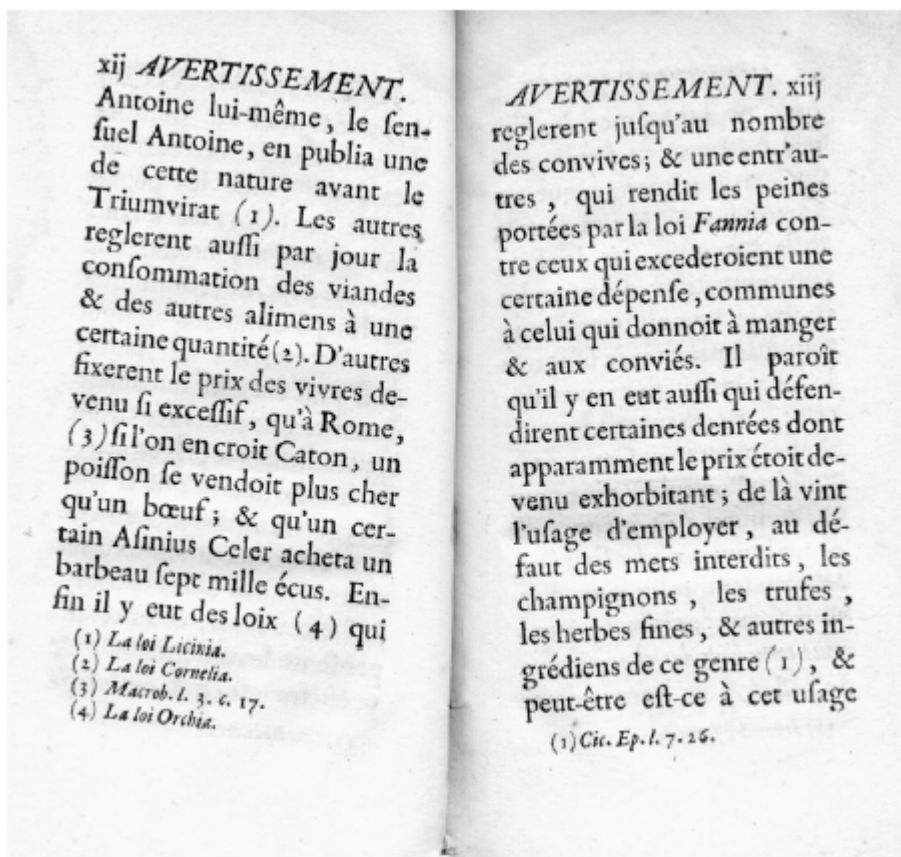 xij AVERTISSEMENT.
Antoine lui-même, le ſen-
ſuel Antoine, en publia une
de cette nature avant le
Triumvirat (1). Les autres
reglerent auſſi par jour la
conſommation des viandes
& des autres alimens à une
certaine quantité (2). D'autres
fixerent le prix des vivres de-
venu ſi exceſſif, qu'à Rome,
(3) ſi l'on en croit Caton, un
poiſſon ſe vendoit plus cher
qu'un bœuf; & qu'un cer-
tain Aſinius Celer acheta un
barbeau ſept mille écus. En-
fin il y eut des loix (4) qui
(1) La loi Licinia.
(2) La loi Cornelia.
(3) Macrob. l. 3. c. 17.
(4) La loi Orchia.
AVERTISSEMENT. xiij
reglerent juſqu'au nombre
des convives; & une entr'au-
tres, qui rendit les peines
portées par la loi Fannia con-
tre ceux qui excederoient une
certaine dépenſe, communes
à celui qui donnoit à manger
& aux conviés. Il paroît
qu'il y en eut auſſi qui défen-
dirent certaines denrées dont
apparamment le prix étoit de-
venu exhorbitant; de là vint
l'uſage d'employer, au dé-
faut des mets interdits, les
champignons, les trufes,
les herbes fines, & autres in-
grédiens de ce genre (1), &
peut-être eſt-ce à cet uſage
(1) Cic. Ep. l. 7. 26.